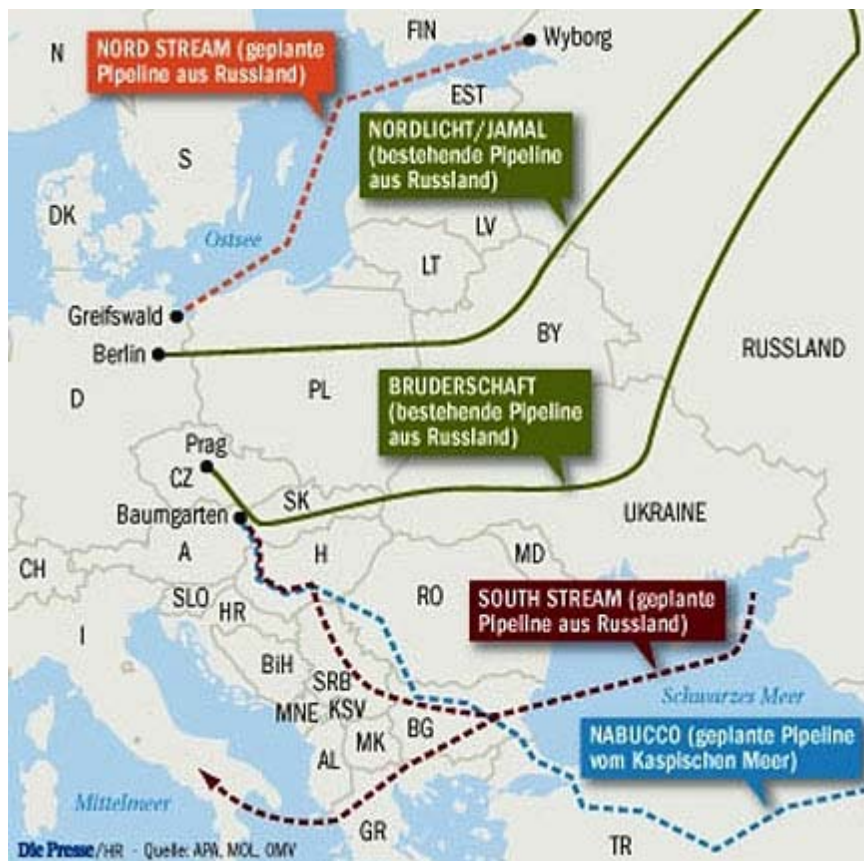 N
FIN
Wyborg
NORD STREAM (geplante
Pipeline aus Russland)
EST
NORDLICHT/JAMAL
(bestehende Pipeline
aus Russland)
S
DK
Ostsee
LV
LT
Greifswald
Berlin
BY
RUSSLAND
D
PL
BRUDERSCHAFT
(bestehende Pipeline
aus Russland)
Prag
CZ
SK
Baumgarten
UKRAINE
A
H
MD
CH
SLO
RO
SOUTH STREAM (geplante
Pipeline aus Russland)
HR
I
BiH
SRB
Schwarzes Meer
MNE
KSV
BG
NABUCCO (geplante Pipeline
vom Kaspischen Meer)
MK
AL
Mittelmeer
GR
TR
Die Presse/HR - Quelle: APA, MOL, OMV